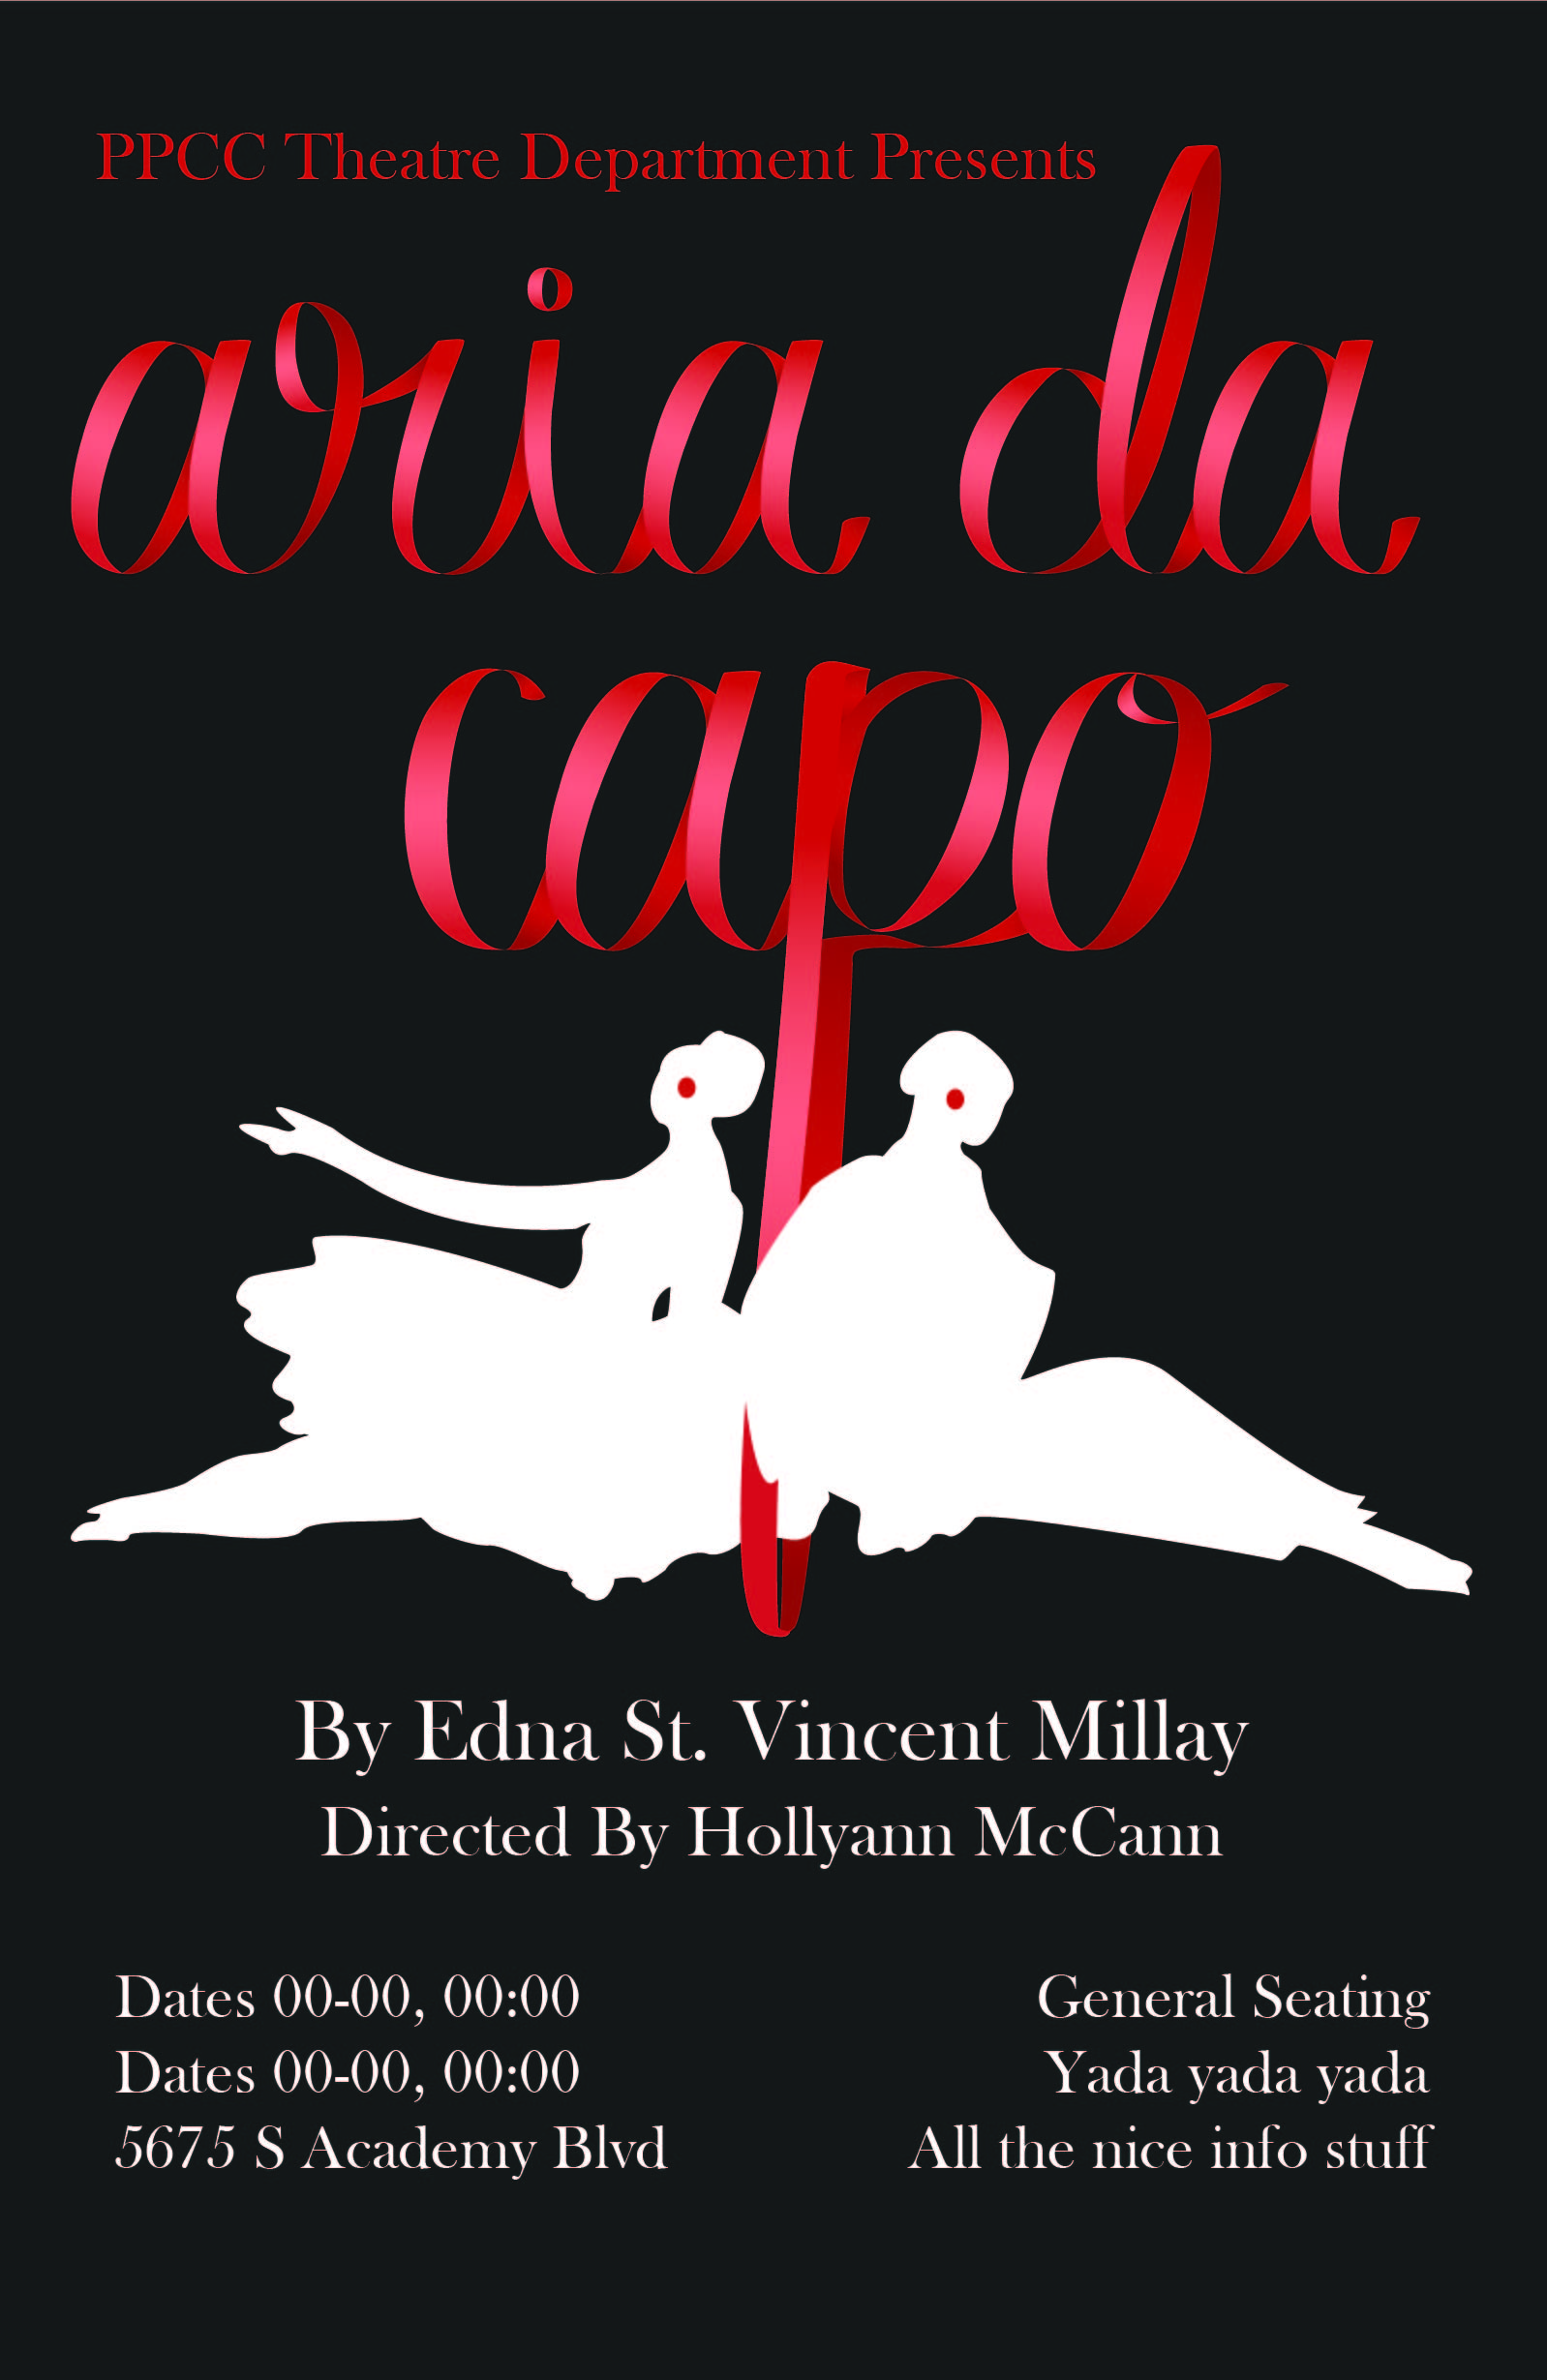 PPCC Theatre Department Presents
aria da
capo
By Edna St. Vincent Millay
Directed By Hollyann McCann
Dates 00-00, 00:00
Dates 00-00, 00:00
5675 S Academy Blvd
General Seating
Yada yada yada
All the nice info stuff